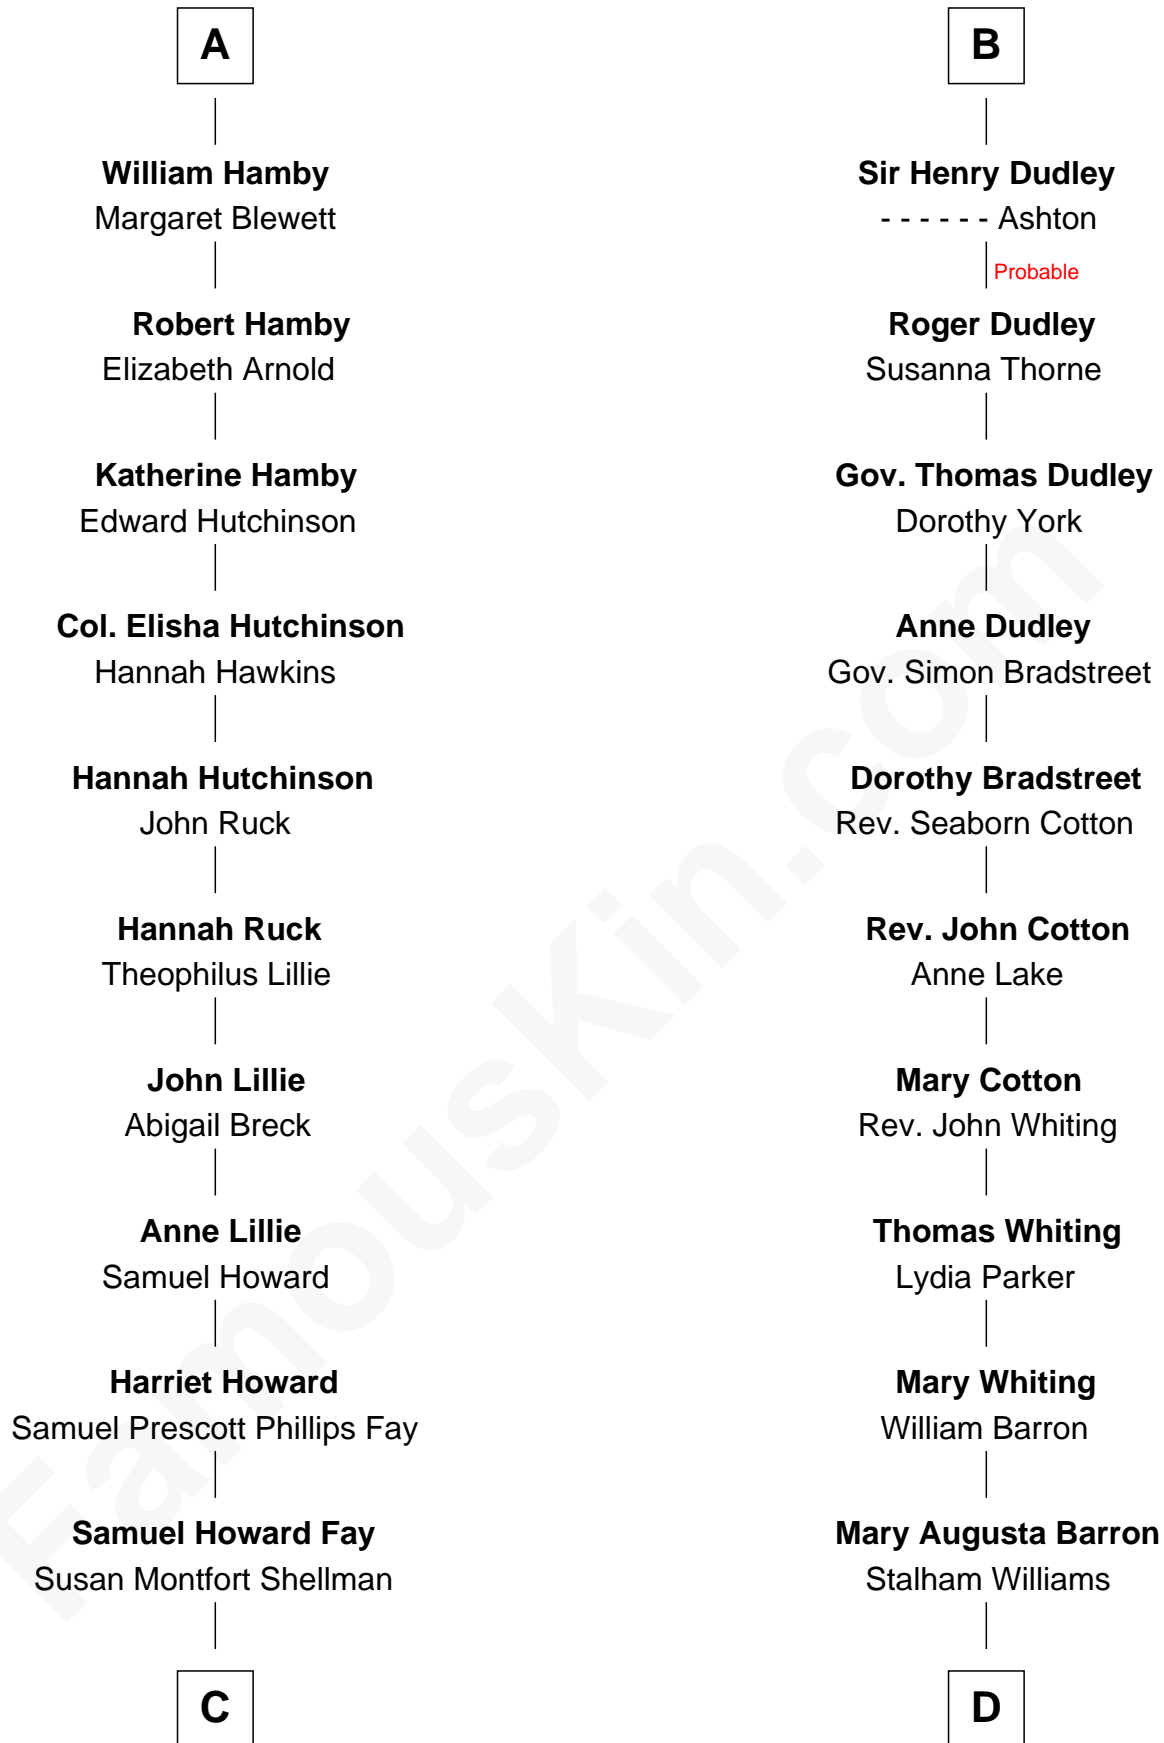 A
William Hamby
Margaret Blewett
Robert Hamby
Elizabeth Arnold
Katherine Hamby
Edward Hutchinson
Col. Elisha Hutchinson
Hannah Hawkins
Hannah Hutchinson
John Ruck
Hannah Ruck
Theophilus Lillie
John Lillie
Abigail Breck
Anne Lillie
Samuel Howard
Harriet Howard
Samuel Prescott Phillips Fay
Samuel Howard Fay
Susan Montfort Shellman
C
B
Sir Henry Dudley
- - - - - - Ashton
Probable
Roger Dudley
Susanna Thorne
Gov. Thomas Dudley
Dorothy York
Anne Dudley
Gov. Simon Bradstreet
Dorothy Bradstreet
Rev. Seaborn Cotton
Rev. John Cotton
Anne Lake
Mary Cotton
Rev. John Whiting
Thomas Whiting
Lydia Parker
Mary Whiting
William Barron
Mary Augusta Barron
Stalham Williams
D
FamousKin.com